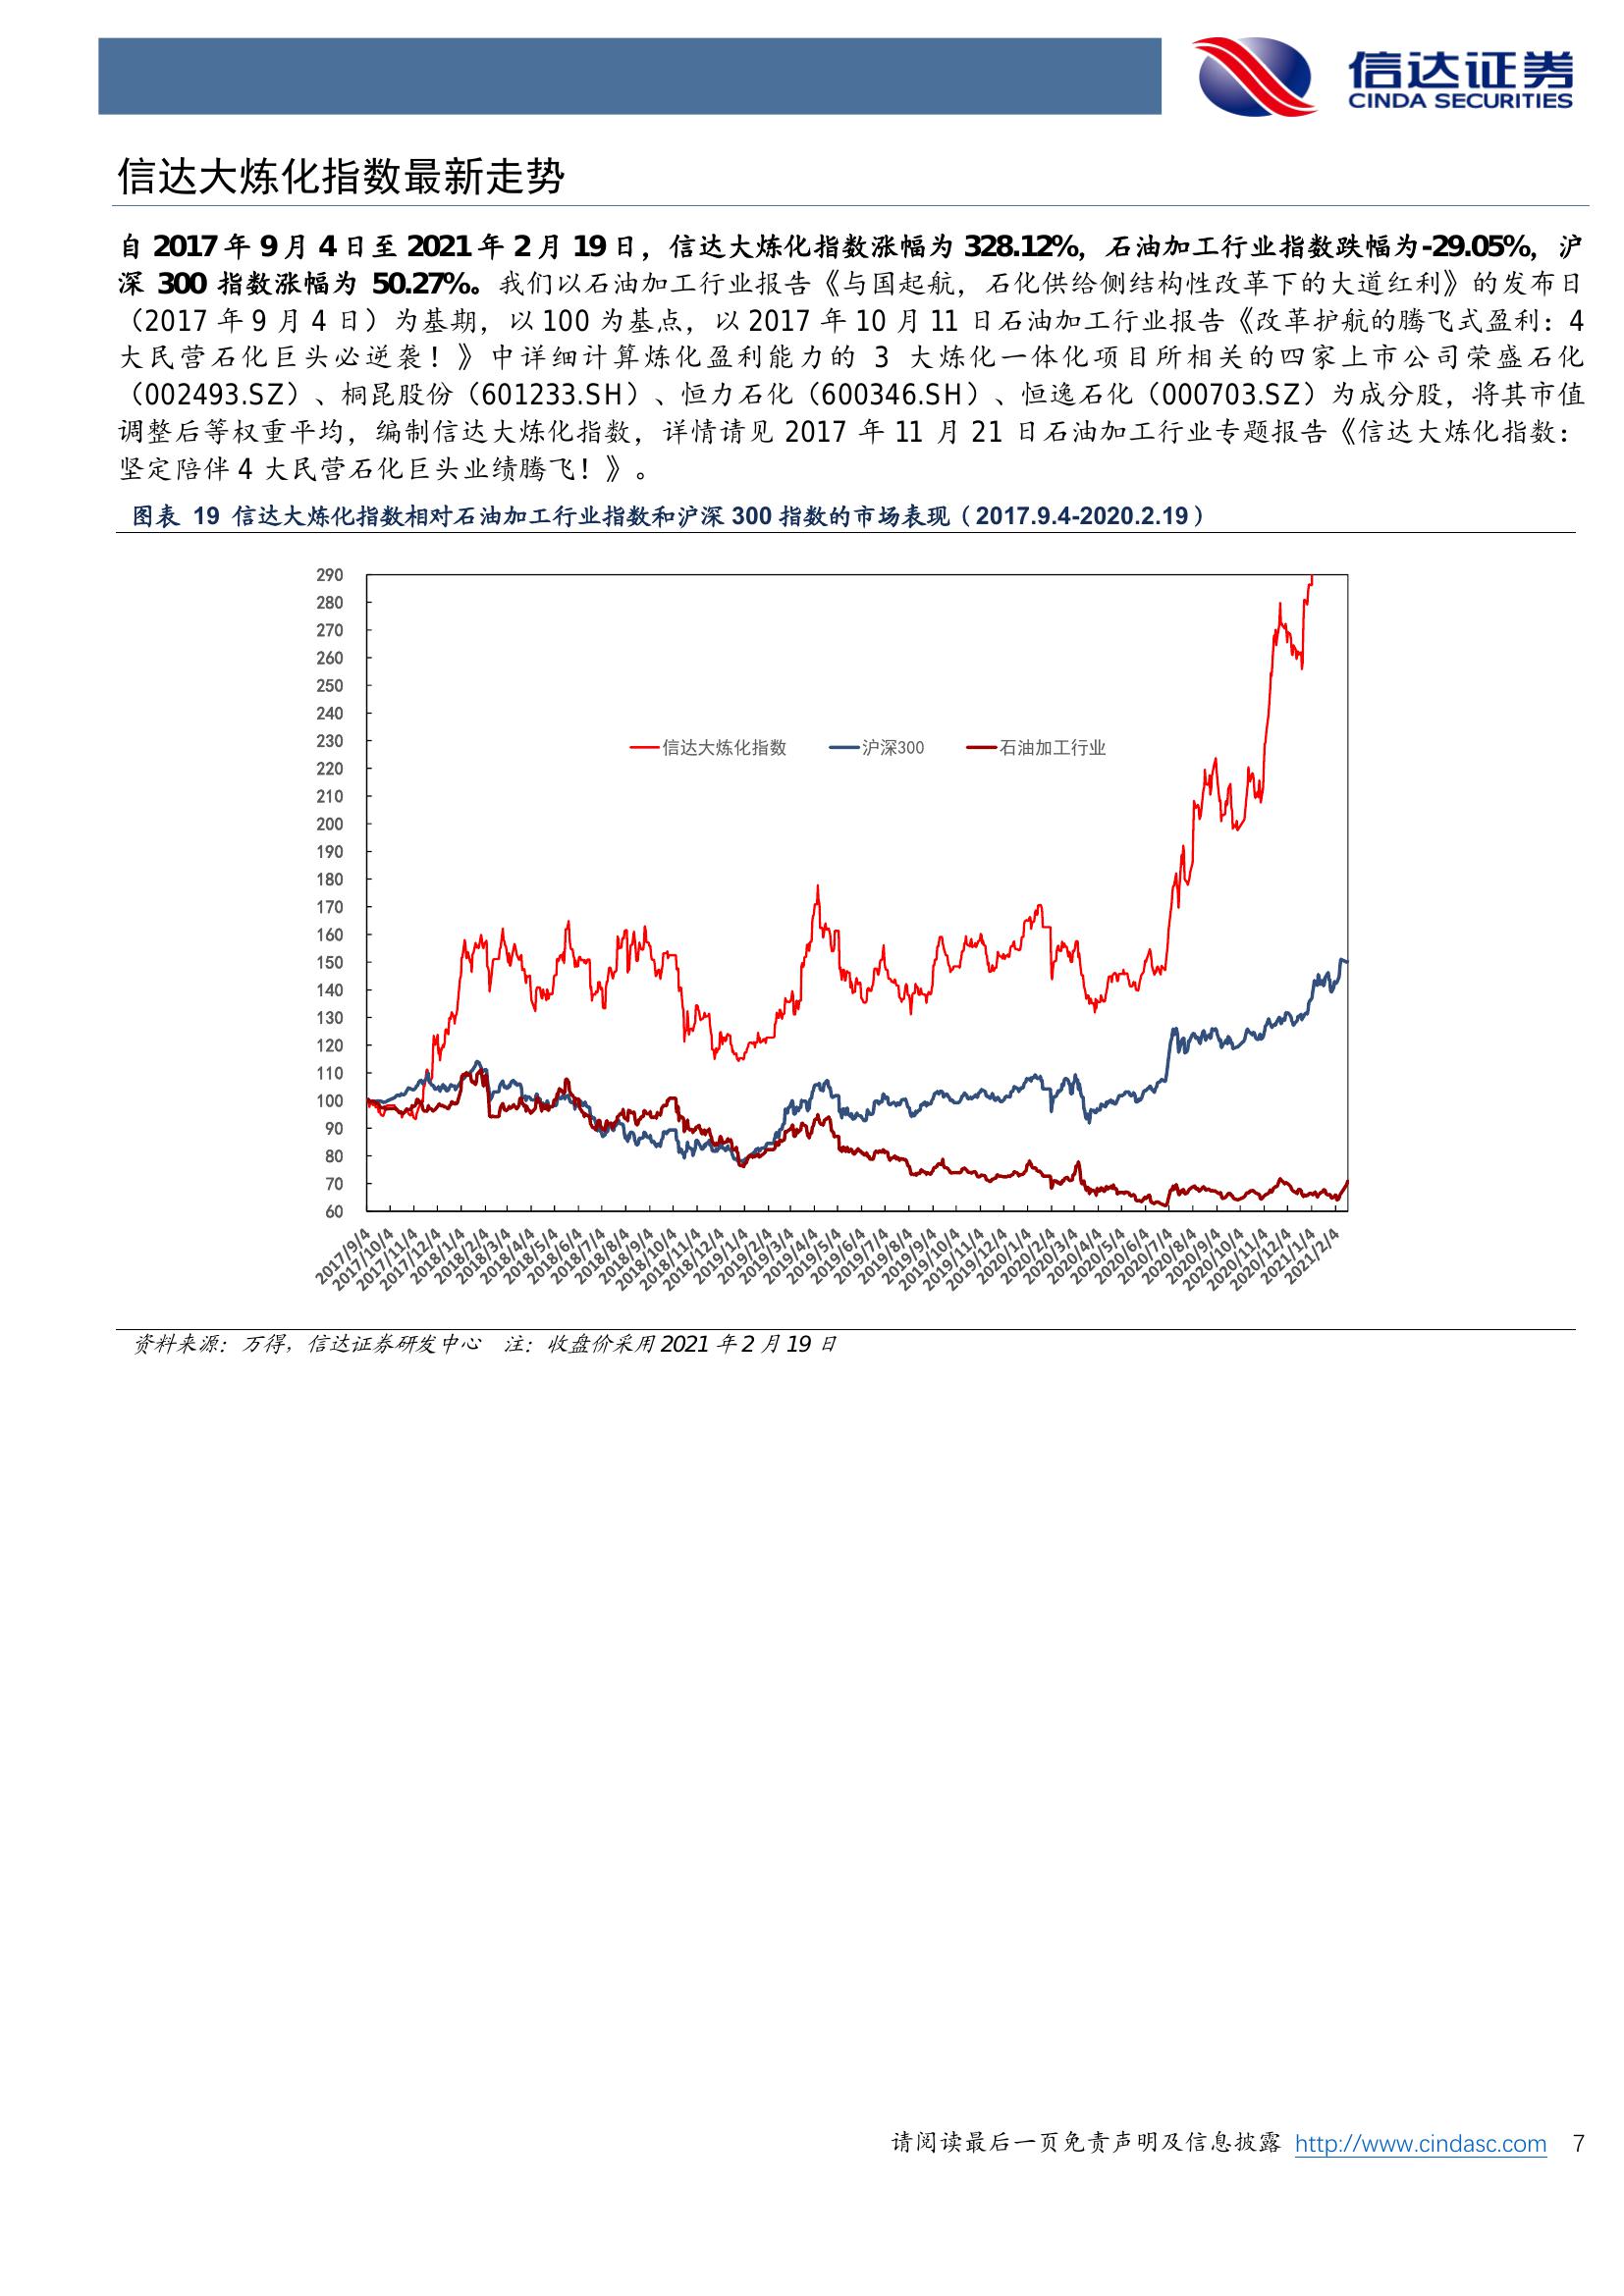 信达证券
CINDA SECURITIES
信达大炼化指数最新走势
自 2017 年 9 月 4 日至 2021 年 2 月 19 日，信达大炼化指数涨幅为 328.12%，石油加工行业指数跌幅为-29.05%，沪
深 300 指数涨幅为 50.27%。我们以石油加工行业报告《与国起航，石化供给侧结构性改革下的大道红利》的发布日
（2017 年 9 月 4 日）为基期，以 100 为基点，以 2017 年 10 月 11 日石油加工行业报告《改革护航的腾飞式盈利：4
大民营石化巨头必逆袭！》中详细计算炼化盈利能力的 3 大炼化一体化项目所相关的四家上市公司荣盛石化
（002493.SZ）、桐昆股份（601233.SH）、恒力石化（600346.SH）、恒逸石化（000703.SZ）为成分股，将其市值
调整后等权重平均，编制信达大炼化指数，详情请见 2017 年 11 月 21 日石油加工行业专题报告《信达大炼化指数：
坚定陪伴 4 大民营石化巨头业绩腾飞！》。
图表 19 信达大炼化指数相对石油加工行业指数和沪深 300 指数的市场表现（2017.9.4-2020.2.19）
290
280
270
260
250
240
230
220
210
200
190
180
170
160
150
140
130
120
110
100
90
80
70
60
信达大炼化指数 沪深300 石油加工行业
2017/9/4 2017/10/4 2017/11/4 2017/12/4 2018/1/4 2018/2/4 2018/3/4 2018/4/4 2018/5/4 2018/6/4 2018/7/4 2018/8/4 2018/9/4 2018/10/4 2018/11/4 2018/12/4 2019/1/4 2019/2/4 2019/3/4 2019/4/4 2019/5/4 2019/6/4 2019/7/4 2019/8/4 2019/9/4 2019/10/4 2019/11/4 2019/12/4 2020/1/4 2020/2/4 2020/3/4 2020/4/4 2020/5/4 2020/6/4 2020/7/4 2020/8/4 2020/9/4 2020/10/4 2020/11/4 2020/12/4 2021/1/4 2021/2/4
资料来源：万得，信达证券研发中心 注：收盘价采用 2021 年 2 月 19 日
请阅读最后一页免责声明及信息披露 http://www.cindasc.com 7